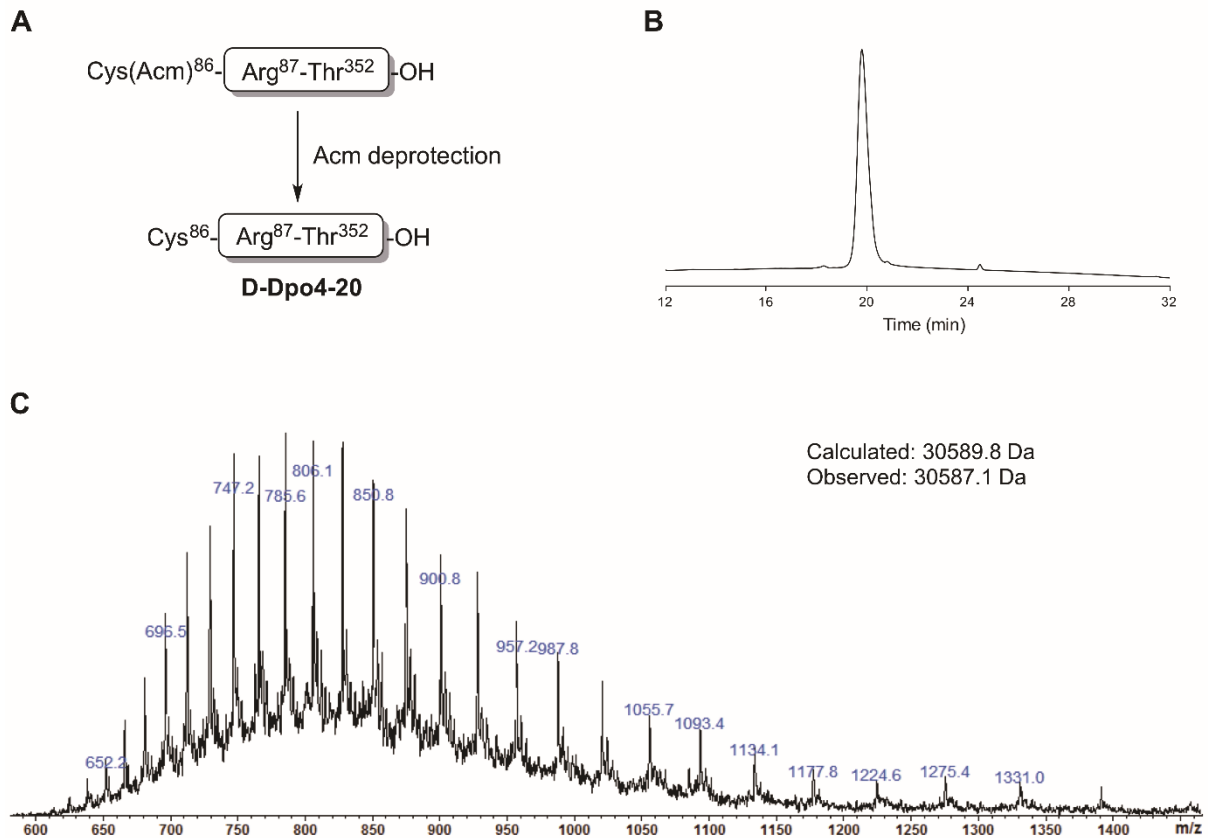 A
Cys(Acm)⁸⁶-Arg⁸⁷-Thr³⁵²-OH
Acm deprotection
Cys⁸⁶-Arg⁸⁷-Thr³⁵²-OH
D-Dpo4-20
B
12 16 20 24 28 32
Time (min)
C
Calculated: 30589.8 Da
Observed: 30587.1 Da
806.1
747.2
785.6
850.8
900.8
696.5
957.2 987.8
1055.7
1093.4
1134.1
652.2
1177.8
1224.6
1275.4
1331.0
600 650 700 750 800 850 900 950 1000 1050 1100 1150 1200 1250 1300 1350 1400 m/z